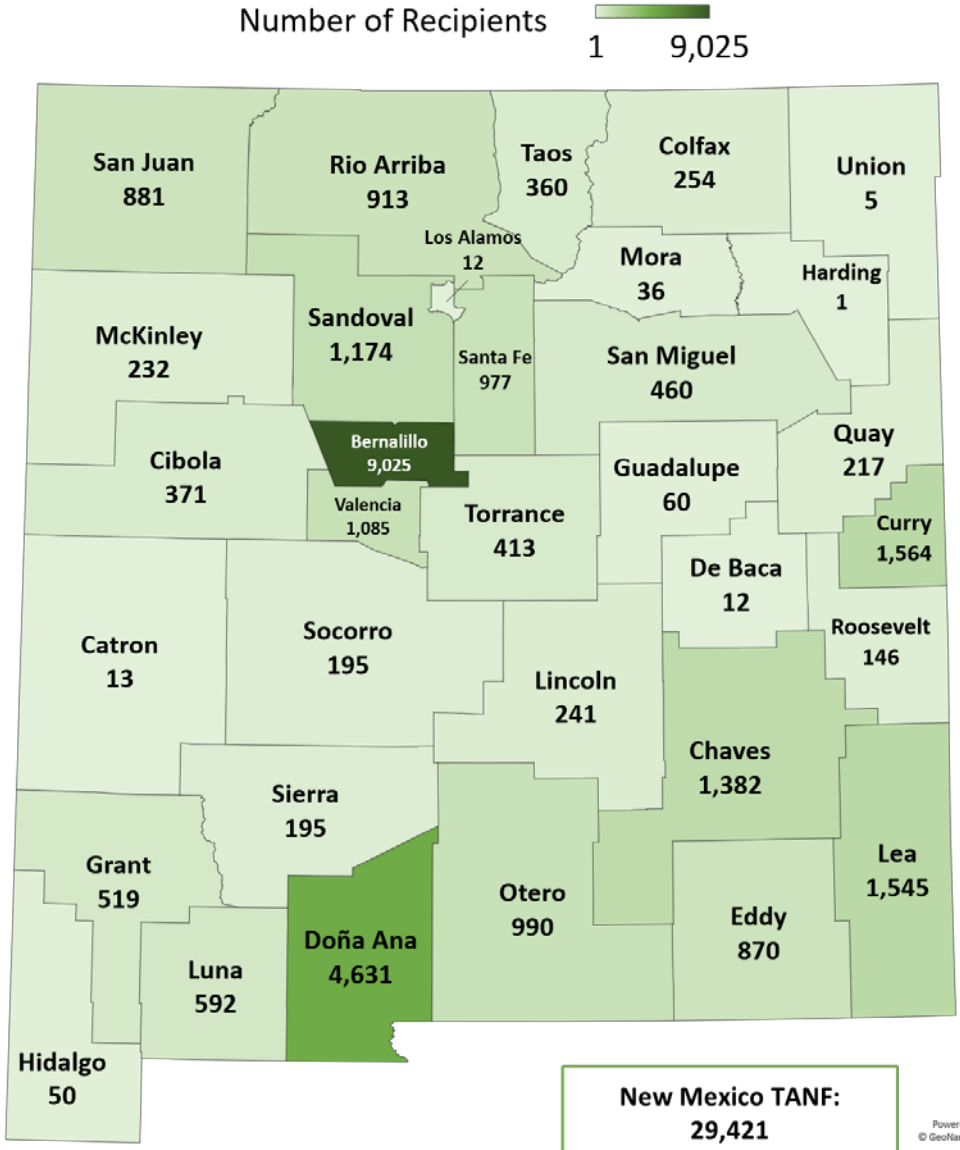 Number of Recipients
1 9,025
San Juan
881
Rio Arriba
913
Taos
360
Colfax
254
Union
5
Los Alamos
12
Mora
36
Harding
1
McKinley
232
Sandoval
1,174
Santa Fe
977
San Miguel
460
Bernalillo
9,025
Cibola
371
Valencia
1,085
Torrance
413
Guadalupe
60
Quay
217
Curry
1,564
De Baca
12
Roosevelt
146
Catron
13
Socorro
195
Lincoln
241
Chaves
1,382
Sierra
195
Grant
519
Luna
592
Doña Ana
4,631
Otero
990
Eddy
870
Lea
1,545
Hidalgo
50
New Mexico TANF:
29,421
Power
© GeoNa